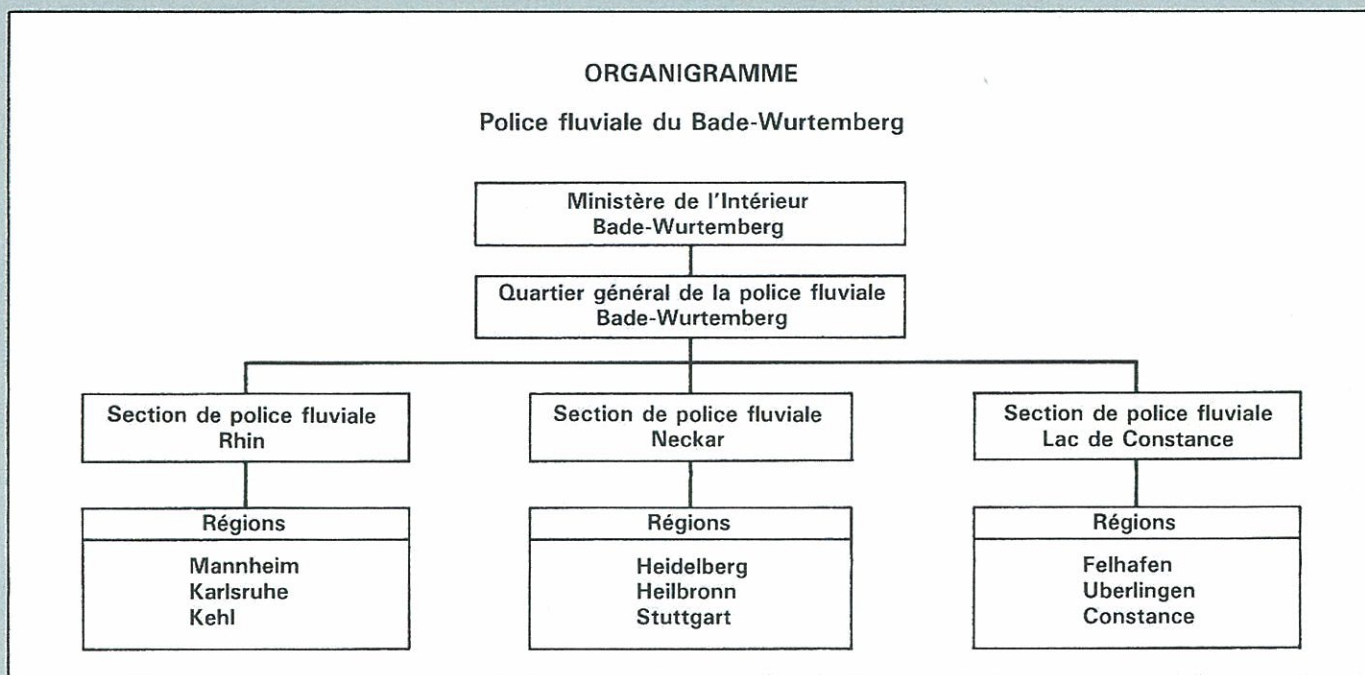 ORGANIGRAMME
Police fluviale du Bade-Wurtemberg
Ministère de l'Intérieur
Bade-Wurtemberg
Quartier général de la police fluviale
Bade-Wurtemberg
Section de police fluviale
Rhin
Section de police fluviale
Neckar
Section de police fluviale
Lac de Constance
Régions
Mannheim
Karlsruhe
Kehl
Régions
Heidelberg
Heilbronn
Stuttgart
Régions
Felhafen
Uberlingen
Constance